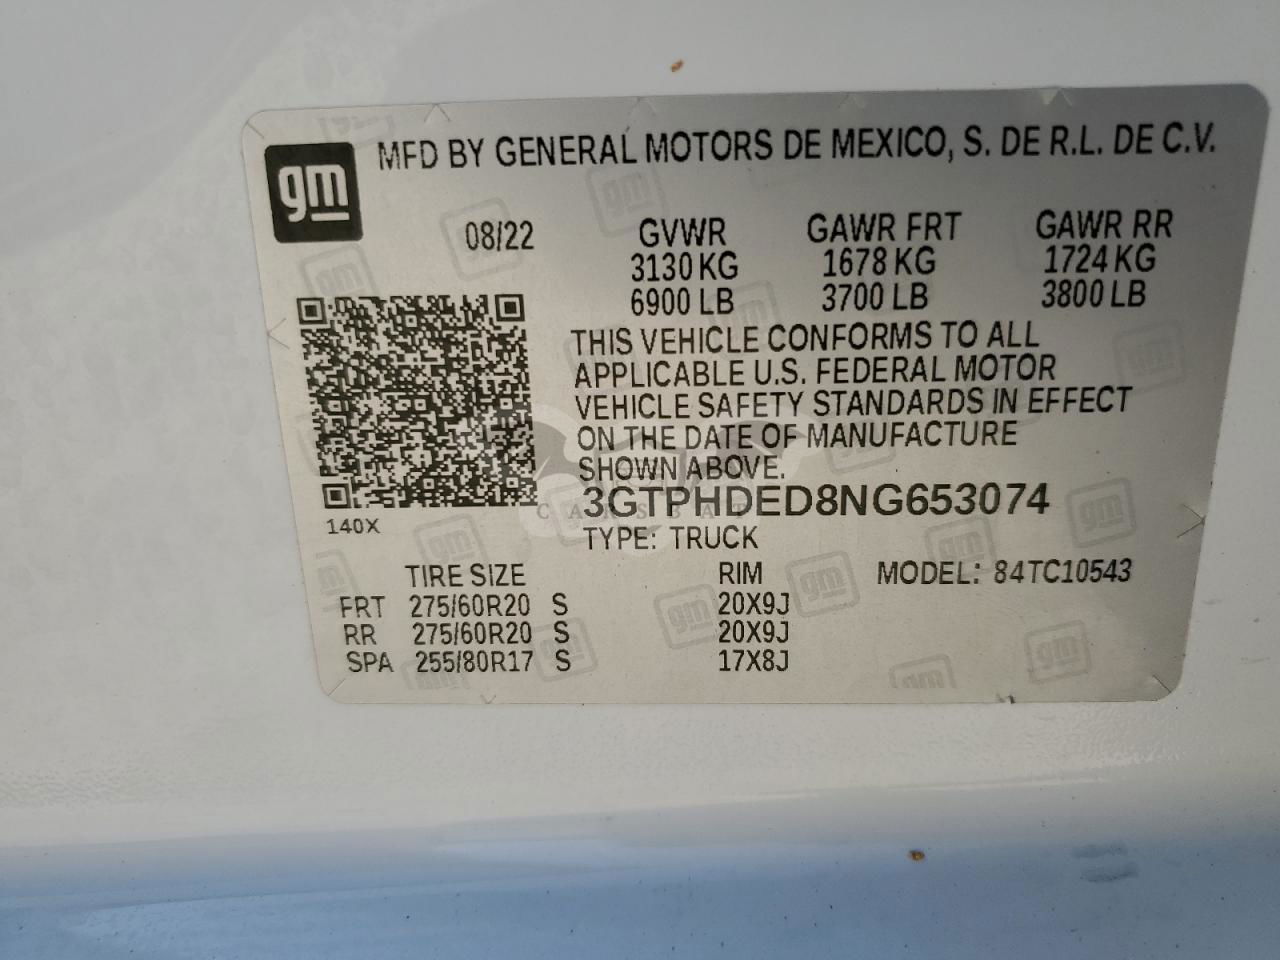 gm MFD BY GENERAL MOTORS DE MEXICO, S. DE R.L. DE C.V.
08/22 GVWR GAWR FRT GAWR RR
3130 KG 1678 KG 1724 KG
6900 LB 3700 LB 3800 LB
THIS VEHICLE CONFORMS TO ALL
APPLICABLE U.S. FEDERAL MOTOR
VEHICLE SAFETY STANDARDS IN EFFECT
ON THE DATE OF MANUFACTURE
SHOWN ABOVE.
3GTPHDED8NG653074
140X
TYPE: TRUCK
TIRE SIZE RIM MODEL: 84TC10543
FRT 275/60R20 S 20X9J
RR 275/60R20 S 20X9J
SPA 255/80R17 S 17X8J